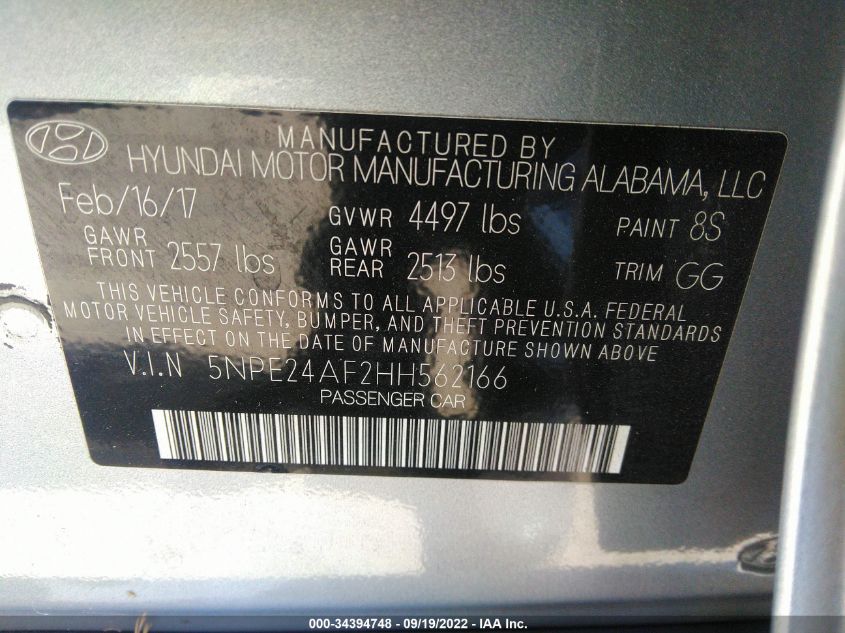 MANUFACTURED BY
HYUNDAI MOTOR MANUFACTURING ALABAMA, LLC
Feb/16/17 GVWR 4497 lbs PAINT 8S
GAWR FRONT 2557 lbs GAWR REAR 2513 lbs TRIM GG
THIS VEHICLE CONFORMS TO ALL APPLICABLE U.S.A. FEDERAL
MOTOR VEHICLE SAFETY, BUMPER, AND THEFT PREVENTION STANDARDS
IN EFFECT ON THE DATE OF MANUFACTURE SHOWN ABOVE
V.I.N 5NPE24AF2HH562166
PASSENGER CAR
000-34394748 - 09/19/2022 - IAA Inc.